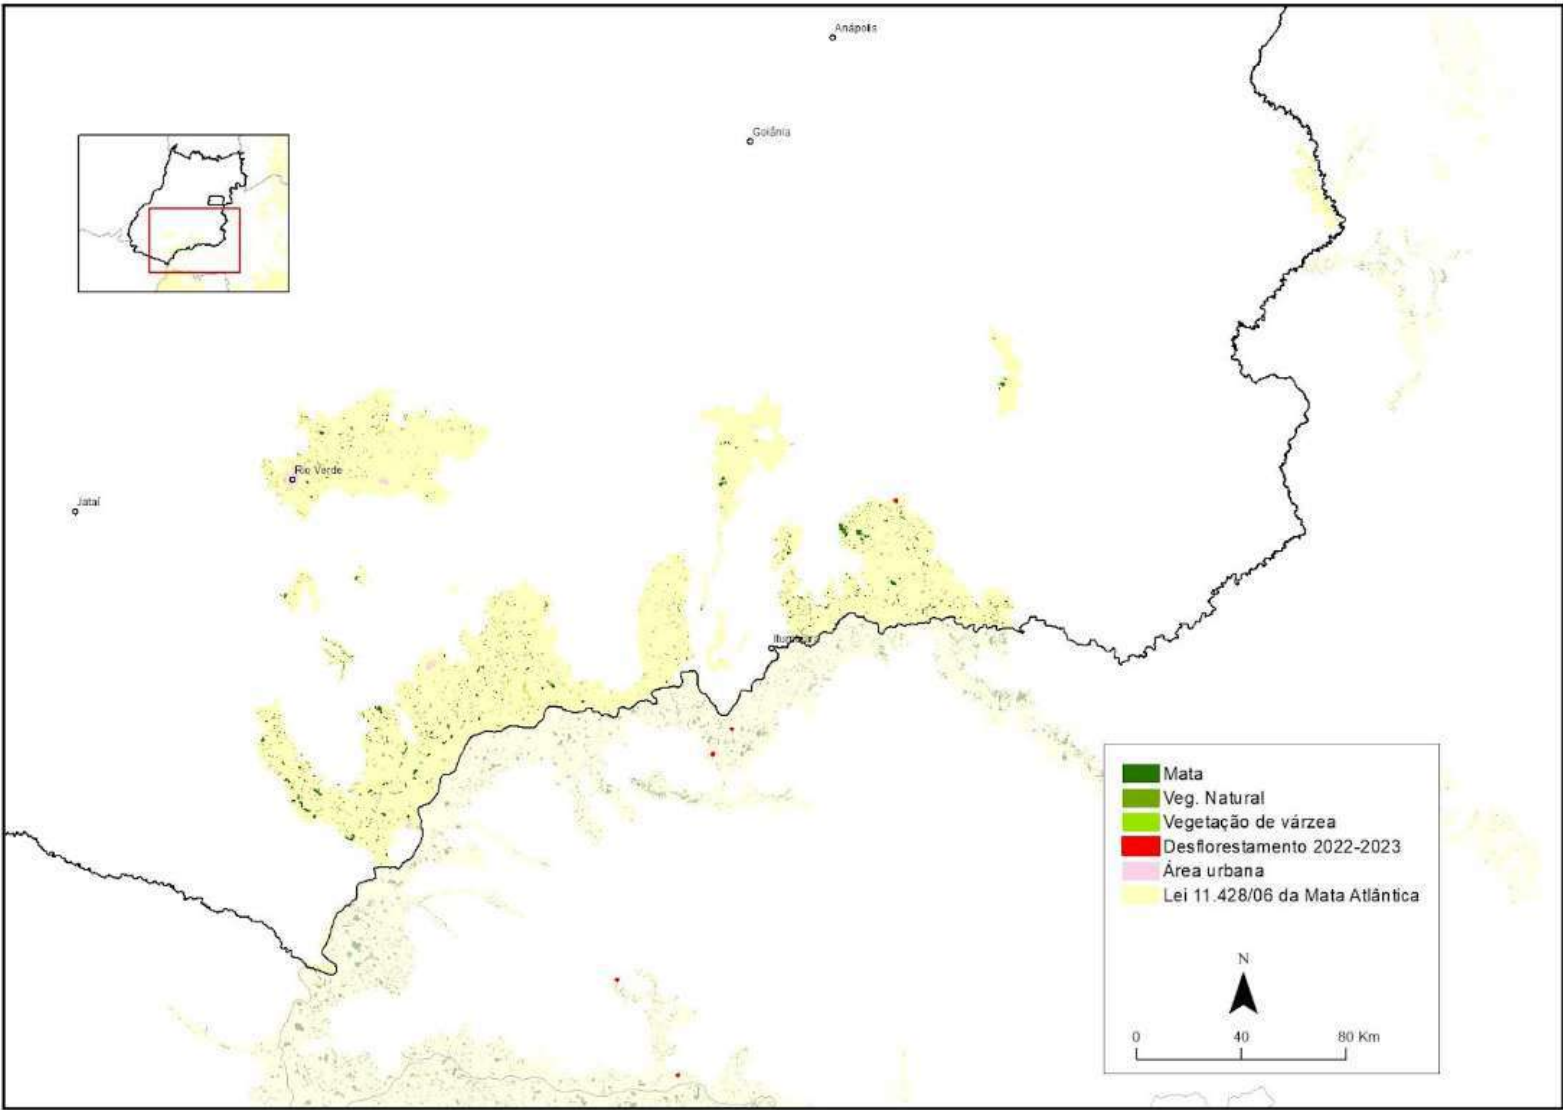 Anápolis
Goiânia
Rio Verde
Jataí
Mata
Veg. Natural
Vegetação de várzea
Desflorestamento 2022-2023
Área urbana
Lei 11.428/06 da Mata Atlântica
N
0 40 80 Km